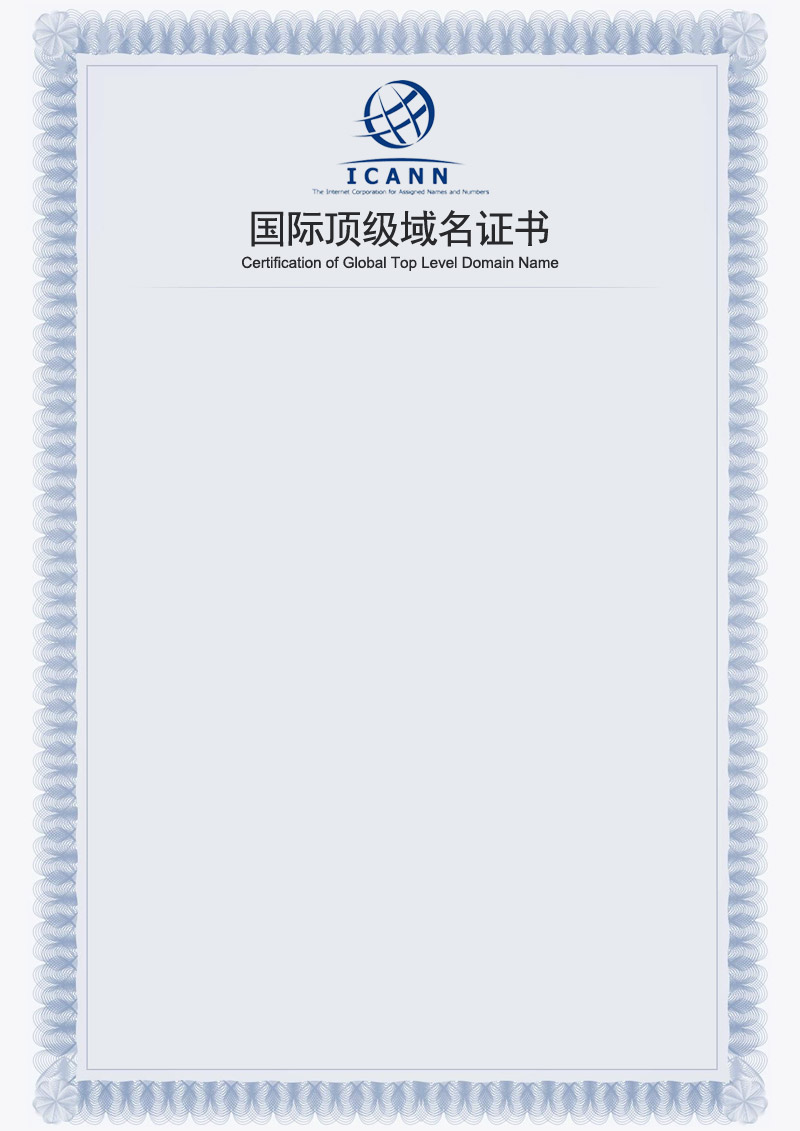 ICANN
The Internet Corporation for Assigned Names and Numbers
国际顶级域名证书
Certification of Global Top Level Domain Name